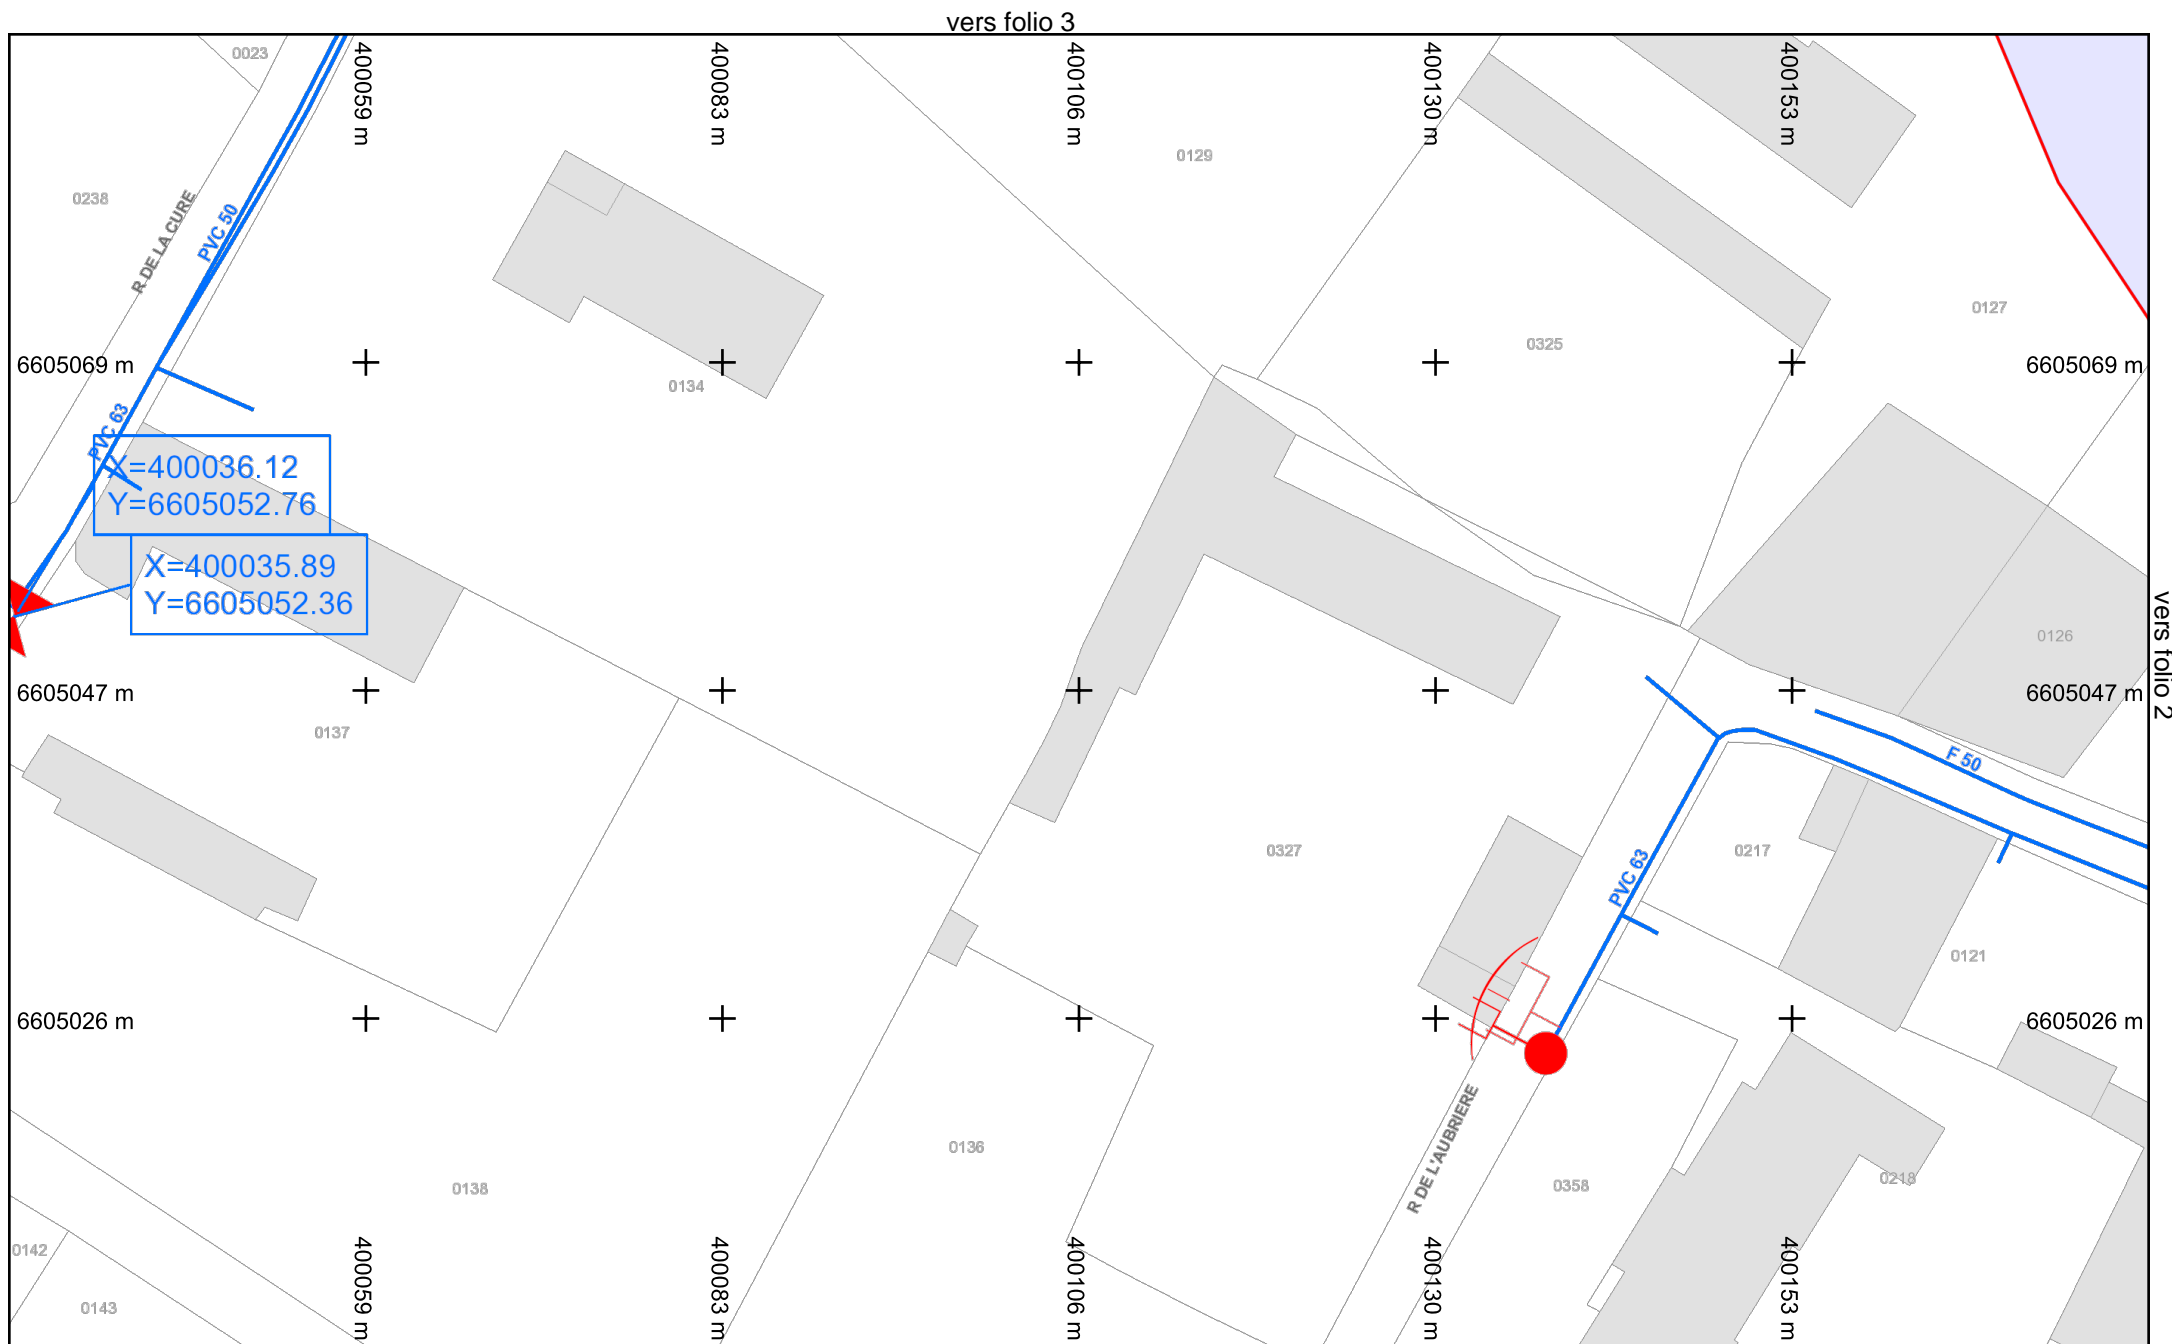 vers folio 3
0023
400059 m
400083 m
400106 m
400130 m
400153 m
0129
0238
R DE LA CURE
PVC 50
0127
0325
6605069 m
6605069 m
0134
PVC 63
X=400036.12
Y=6605052.76
X=400035.89
Y=6605052.36
vers folio 2
0126
6605047 m
6605047 m
0137
F 50
0327
0217
PVC 63
0121
6605026 m
6605026 m
R DE L'AUBRIERE
0136
0138
0358
0218
0142
0143
400059 m
400083 m
400106 m
400130 m
400153 m